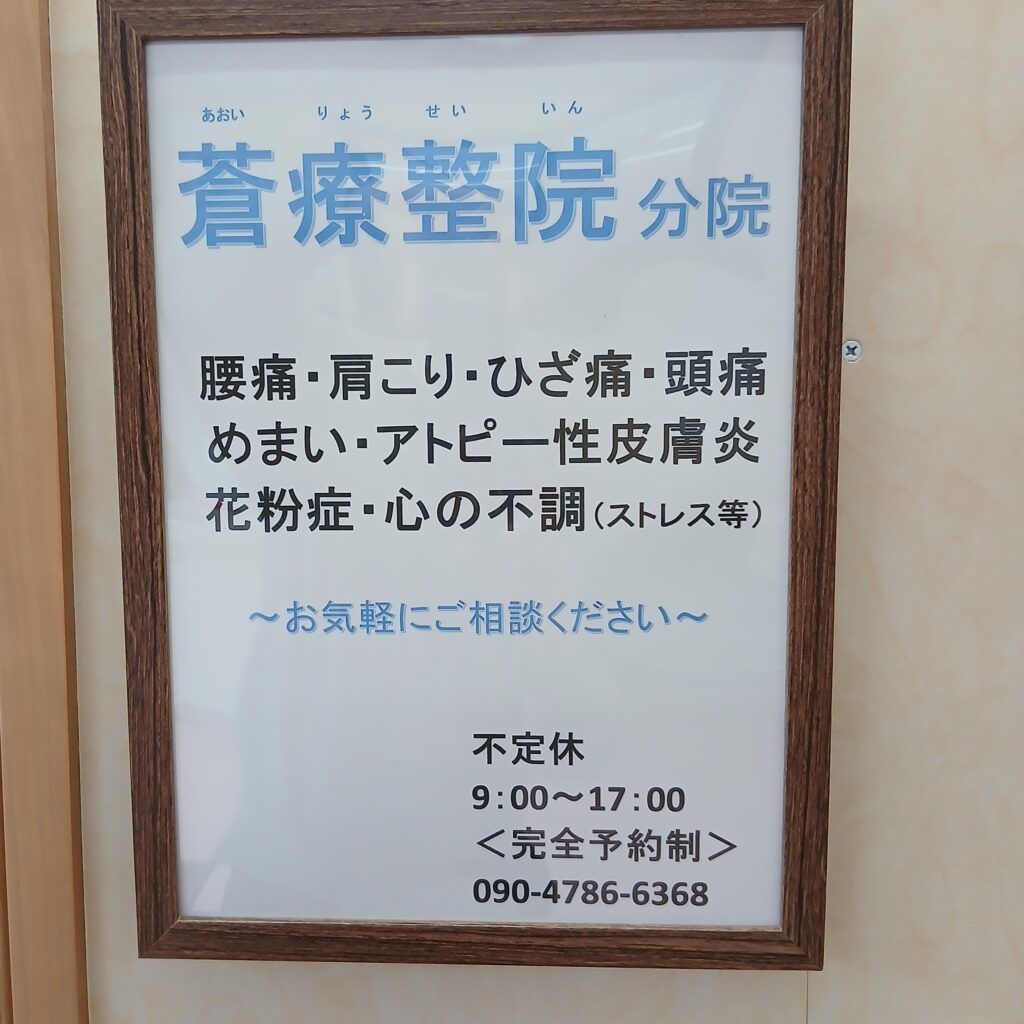 あおい りょう せい いん
蒼療整院 分院
腰痛・肩こり・ひざ痛・頭痛
めまい・アトピー性皮膚炎
花粉症・心の不調(ストレス等)
～お気軽にご相談ください～
不定休
9:00～17:00
＜完全予約制＞
090-4786-6368